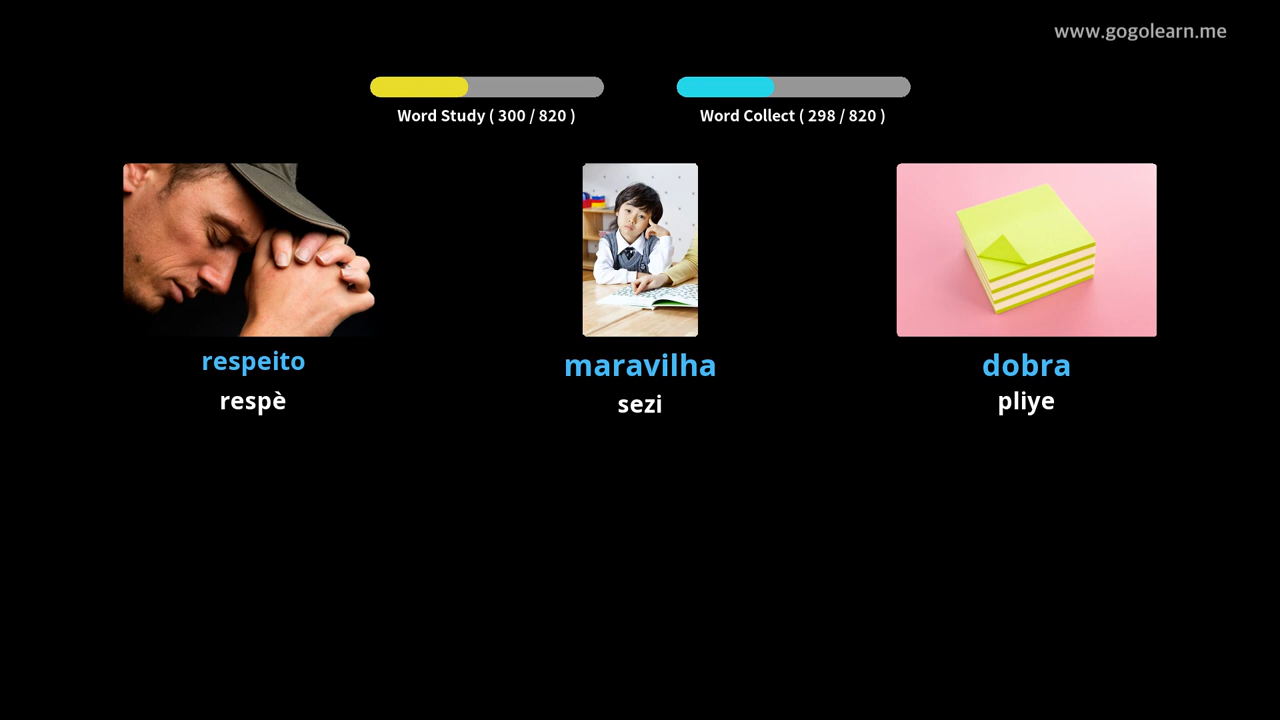 www.gogolearn.me
Word Study ( 300 / 820 )
Word Collect ( 298 / 820 )
respeito
respè
maravilha
sezi
dobra
pliye